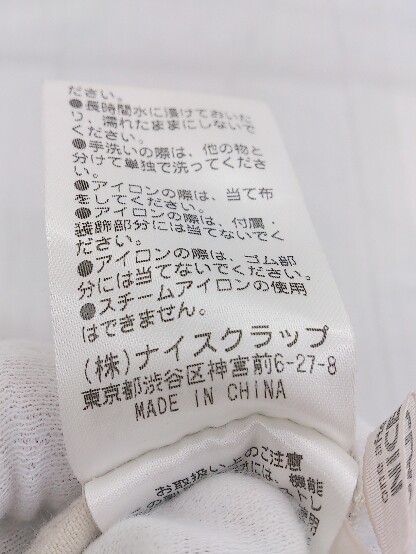 ださい。
●長時間水に漬けておいた
り、濡れたままにしないで
ください。
●手洗いの際は、他の物と
分けて単独で洗ってくださ
い。
●アイロンの際は、当て布
をしてください。
●アイロンの際は、付属・
装飾部分には当てないでく
ださい。
●アイロンの際は、ゴム部
分には当てないでください。
●スチームアイロンの使用
はできません。
(株)ナイスクラップ
東京都渋谷区神宮前6-27-8
MADE IN CHINA
お取扱い上のご注意